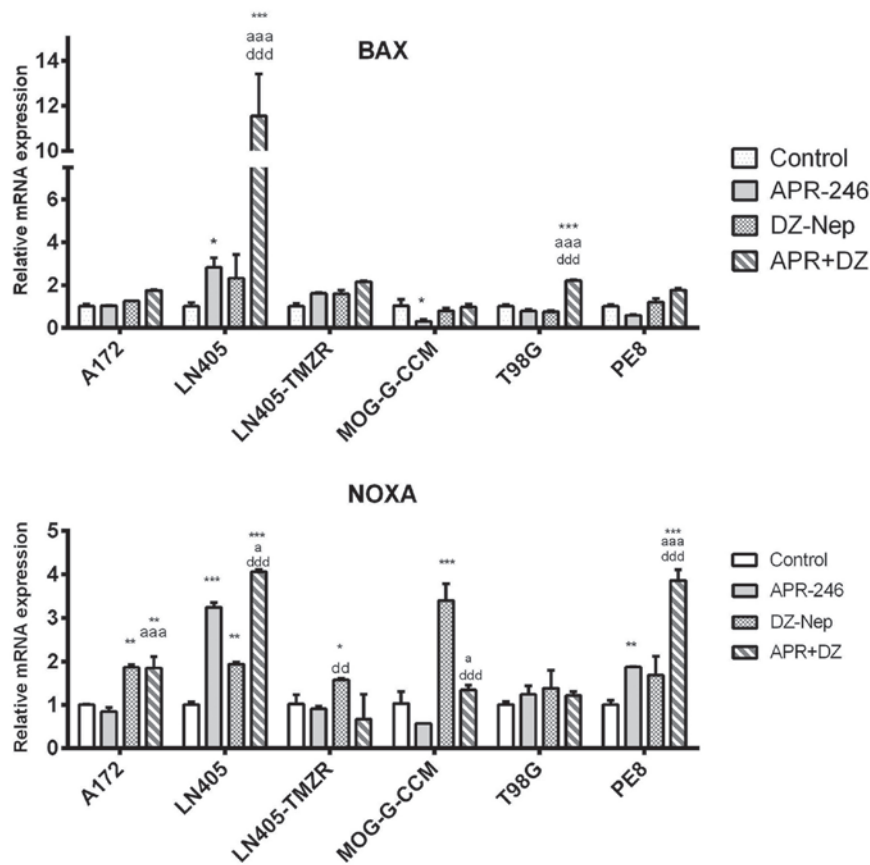 BAX
Relative mRNA expression
14
12
10
6
4
2
0
***
aaa
ddd
*
*
***
aaa
ddd
A172
LN405
LN405-TMZR
MOG-G-CCM
T98G
PE8
Control
APR-246
DZ-Nep
APR+DZ
NOXA
Relative mRNA expression
5
4
3
2
1
0
**
**
aaa
***
**
***
a
ddd
*
dd
***
a
ddd
**
***
aaa
ddd
A172
LN405
LN405-TMZR
MOG-G-CCM
T98G
PE8
Control
APR-246
DZ-Nep
APR+DZ